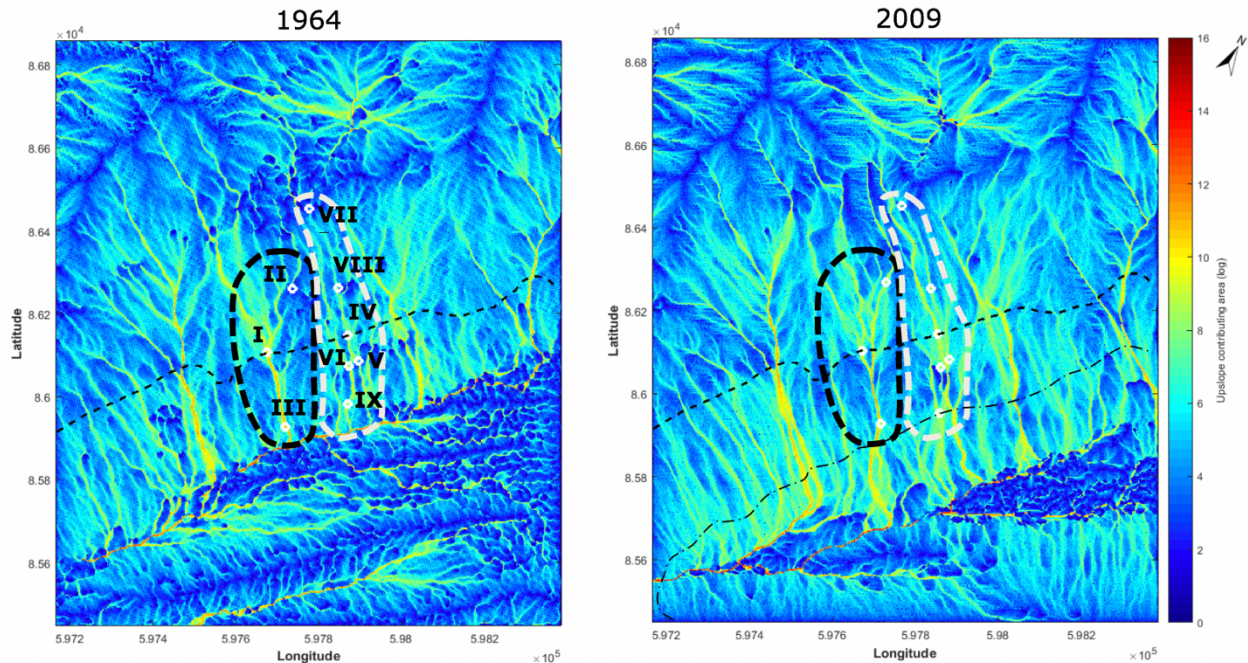 1964
2009
×10⁴
8.68
8.66
8.64
8.62
8.6
8.58
8.56
Latitude
VII
VIII
II
IV
I
VI
V
IX
III
5.972
5.974
5.976
5.978
5.98
5.982
Longitude
×10⁵
×10⁴
8.68
8.66
8.64
8.62
8.6
8.58
8.56
Latitude
5.972
5.974
5.976
5.978
5.98
5.982
Longitude
×10⁵
16
14
12
10
8
6
4
2
0
Upslope contributing area (log)
N